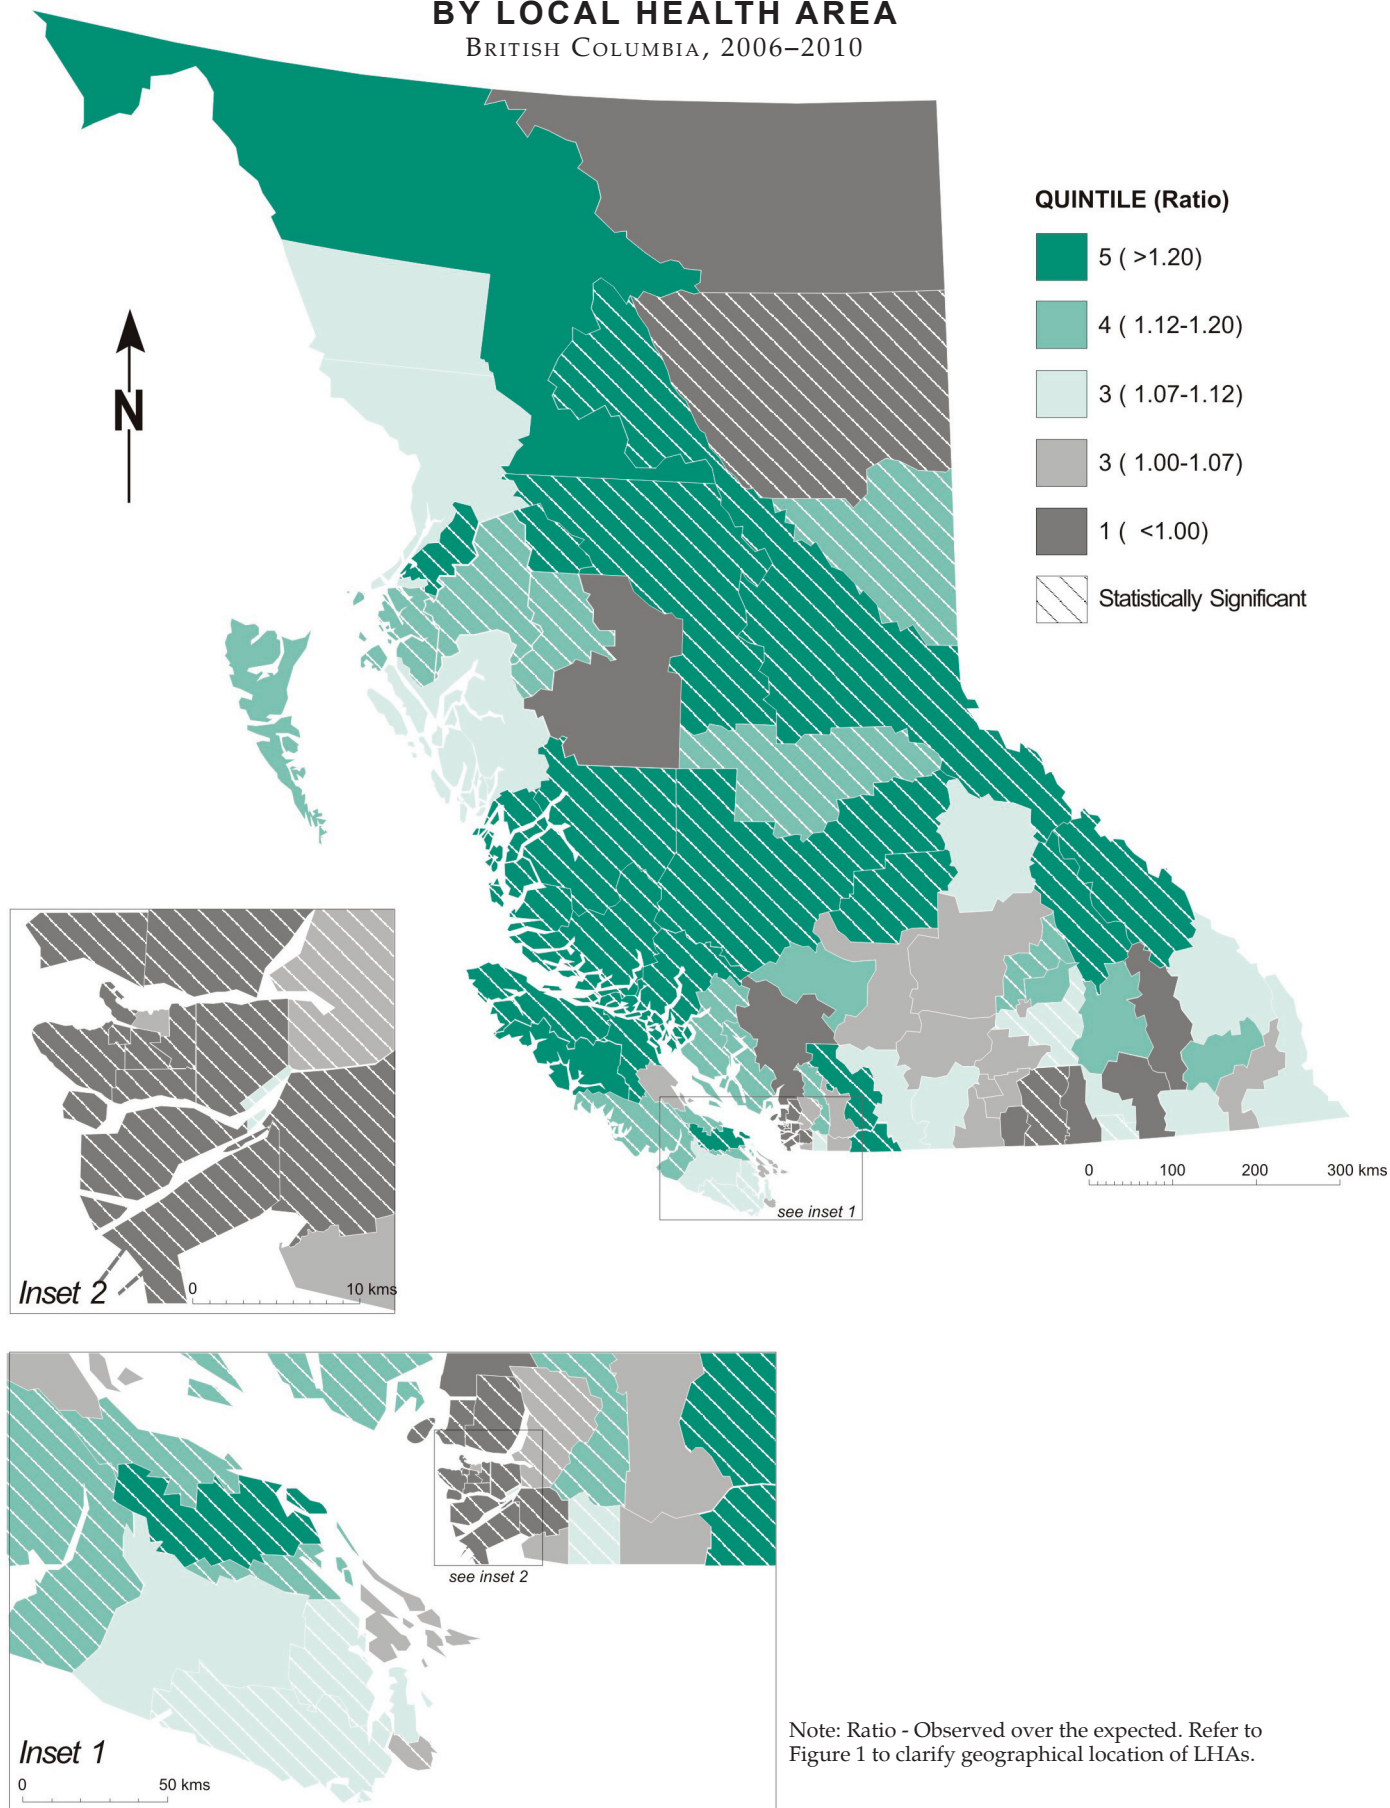 BY LOCAL HEALTH AREA
BRITISH COLUMBIA, 2006–2010
QUINTILE (Ratio)
5 ( >1.20)
4 ( 1.12-1.20)
3 ( 1.07-1.12)
3 ( 1.00-1.07)
1 ( <1.00)
Statistically Significant
N
0 100 200 300 kms
see inset 1
Inset 2
0 10 kms
see inset 2
Inset 1
0 50 kms
Note: Ratio - Observed over the expected. Refer to
Figure 1 to clarify geographical location of LHAs.